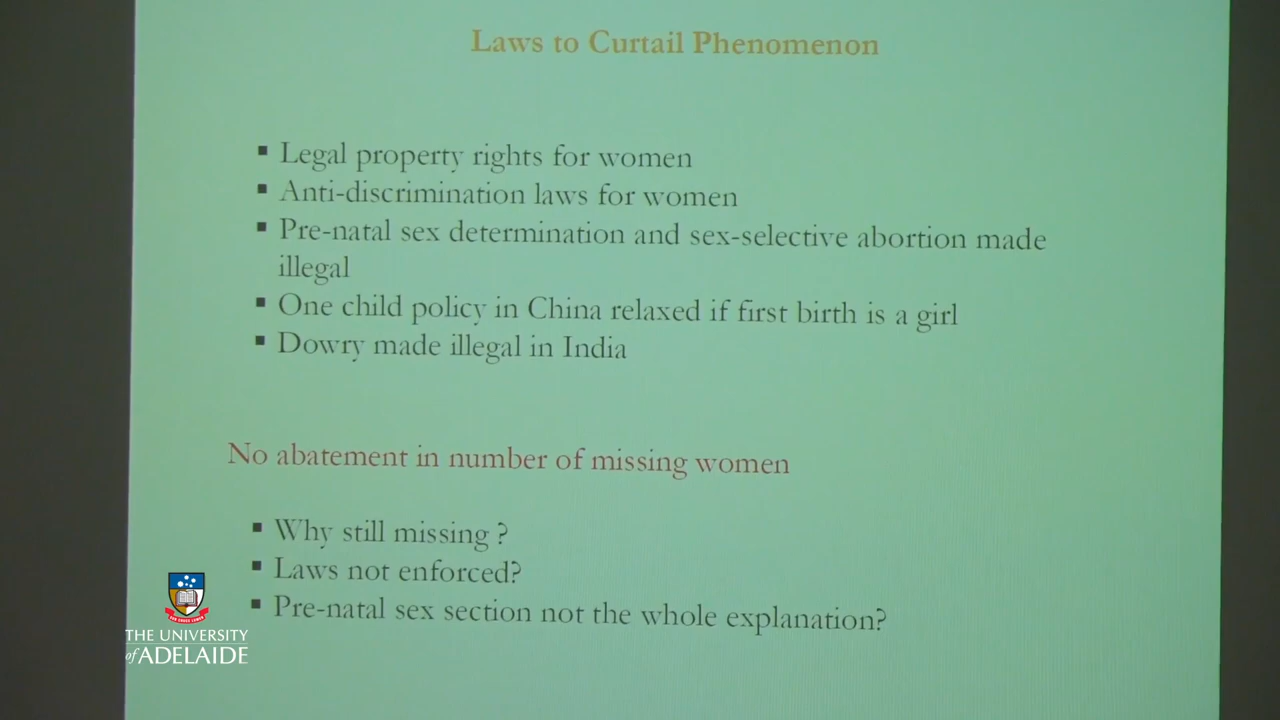 Laws to Curtail Phenomenon
▪ Legal property rights for women
▪ Anti-discrimination laws for women
▪ Pre-natal sex determination and sex-selective abortion made
illegal
▪ One child policy in China relaxed if first birth is a girl
▪ Dowry made illegal in India
No abatement in number of missing women
▪ Why still missing ?
▪ Laws not enforced?
▪ Pre-natal sex section not the whole explanation?
THE UNIVERSITY
of ADELAIDE